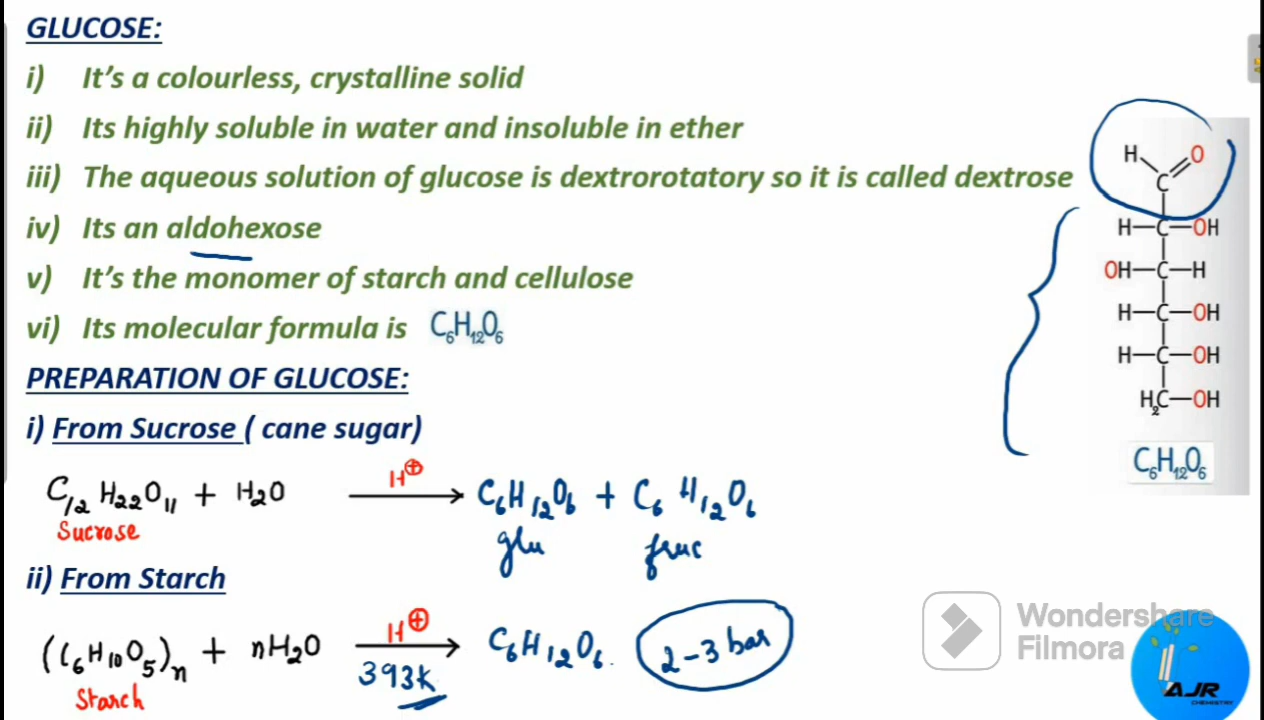 GLUCOSE:
i) It's a colourless, crystalline solid
ii) Its highly soluble in water and insoluble in ether
iii) The aqueous solution of glucose is dextrorotatory so it is called dextrose
iv) Its an aldohexose
v) It's the monomer of starch and cellulose
vi) Its molecular formula is C₆H₁₂O₆
H O
C
H–C–OH
OH–C–H
H–C–OH
H–C–OH
H₂C–OH
C₆H₁₂O₆
PREPARATION OF GLUCOSE:
i) From Sucrose ( cane sugar)
H⊕
C₁₂H₂₂O₁₁ + H₂O ⟶ C₆H₁₂O₆ + C₆H₁₂O₆
Sucrose glu fruc
ii) From Starch
H⊕
(C₆H₁₀O₅)n + nH₂O ⟶ C₆H₁₂O₆. 2-3 bar
393K
Starch
Wondershare
Filmora
AJR
CHEMISTRY